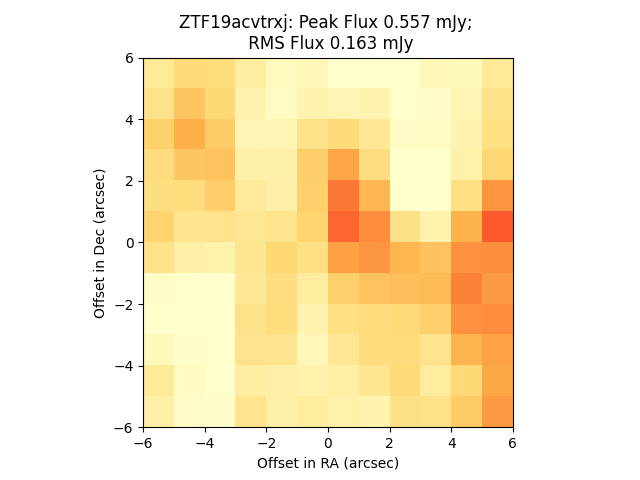 ZTF19acvtrxj: Peak Flux 0.557 mJy;
RMS Flux 0.163 mJy
6
4
2
0
−2
−4
−6
Offset in Dec (arcsec)
−6 −4 −2 0 2 4 6
Offset in RA (arcsec)